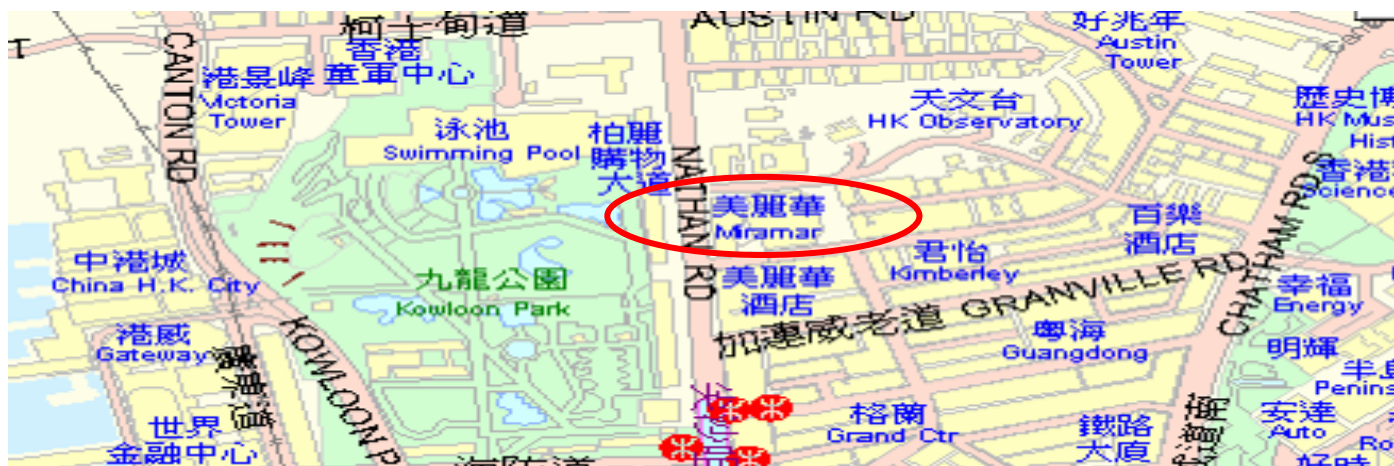 柯士甸道
AUSTIN RD
好兆年
Austin
Tower
CANTON RD
香港
童軍中心
港景峰
Victoria
Tower
泳池
Swimming Pool
柏麗
購物
大道
天文台
HK Observatory
歷史博
HK Mus
Hist
香港
Science
NATHAN RD
美麗華
Miramar
CHATHAM RD S
百樂
酒店
君怡
Kimberley
中港城
China H.K. City
九龍公園
Kowloon Park
美麗華
酒店
加連威老道 GRANVILLE RD
幸福
Energy
港威
Gateway
KOWLOON P
廣東道
粵海
Guangdong
明輝
半島
Penins
世界
金融中心
格蘭
Grand Ctr
鐵路
大廈
安達
Auto
海防道
好時
Ro